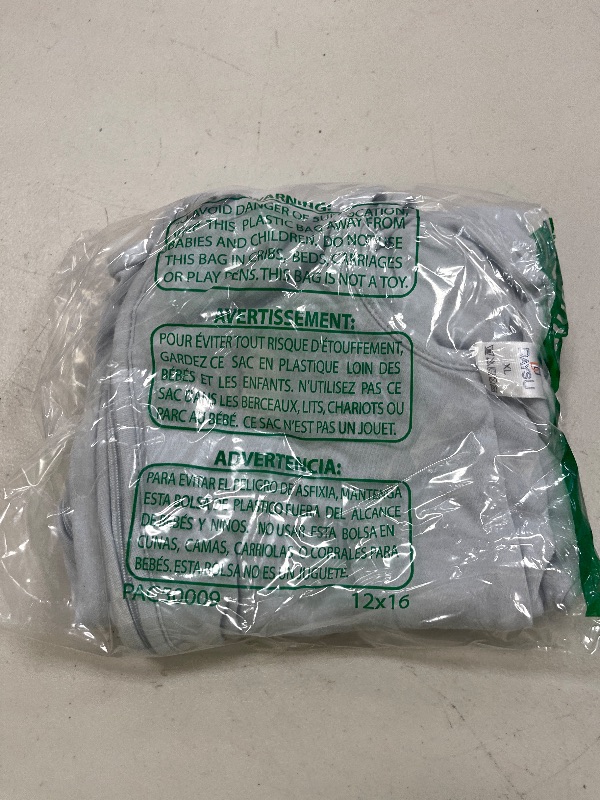 WARNING:
TO AVOID DANGER OF SUFFOCATION,
KEEP THIS PLASTIC BAG AWAY FROM
BABIES AND CHILDREN. DO NOT USE
THIS BAG IN CRIBS, BEDS, CARRIAGES
OR PLAY PENS. THIS BAG IS NOT A TOY.
AVERTISSEMENT:
POUR ÉVITER TOUT RISQUE D'ÉTOUFFEMENT,
GARDEZ CE SAC EN PLASTIQUE LOIN DES
BÉBÉS ET LES ENFANTS. N'UTILISEZ PAS CE
SAC DANS LES BERCEAUX, LITS, CHARIOTS OU
PARC AU BÉBÉ. CE SAC N'EST PAS UN JOUET.
ADVERTENCIA:
PARA EVITAR EL PELIGRO DE ASFIXIA, MANTENGA
ESTA BOLSA DE PLASTICO FUERA DEL ALCANCE
DE BEBÉS Y NINOS. NO USAR ESTA BOLSA EN
CUNAS, CAMAS, CARRIOLAS, O CORRALES PARA
BEBÉS. ESTA BOLSA NO ES UN JUGUETE.
12x16
XL